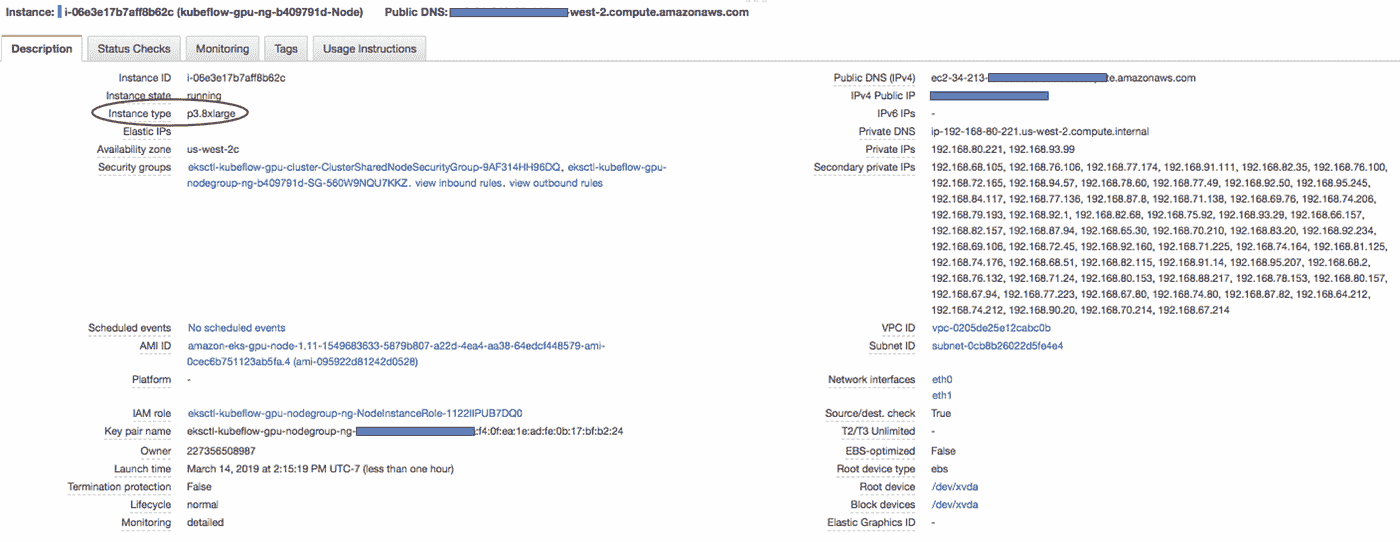 Instance: i-06e3e17b7aff8b62c (kubeflow-gpu-ng-b409791d-Node) Public DNS: -west-2.compute.amazonaws.com
Description Status Checks Monitoring Tags Usage Instructions
Instance ID i-06e3e17b7aff8b62c
Instance state running
Instance type p3.8xlarge
Elastic IPs
Availability zone us-west-2c
Security groups eksctl-kubeflow-gpu-cluster-ClusterSharedNodeSecurityGroup-9AF314HH96DQ, eksctl-kubeflow-gpu-
nodegroup-ng-b409791d-SG-560W9NQU7KKZ. view inbound rules. view outbound rules
Scheduled events No scheduled events
AMI ID amazon-eks-gpu-node-1.11-1549683633-5879b807-a22d-4ea4-aa38-64edcf448579-ami-
0cec6b751123ab5fa.4 (ami-095922d81242d0528)
Platform -
IAM role eksctl-kubeflow-gpu-nodegroup-ng-NodeInstanceRole-1122IIPUB7DQ0
Key pair name eksctl-kubeflow-gpu-nodegroup-ng- :f4:0f:ea:1e:ad:fe:0b:17:bf:b2:24
Owner 227356508987
Launch time March 14, 2019 at 2:15:19 PM UTC-7 (less than one hour)
Termination protection False
Lifecycle normal
Monitoring detailed
Public DNS (IPv4) ec2-34-213- te.amazonaws.com
IPv4 Public IP
IPv6 IPs -
Private DNS ip-192-168-80-221.us-west-2.compute.internal
Private IPs 192.168.80.221, 192.168.93.99
Secondary private IPs 192.168.68.105, 192.168.76.106, 192.168.77.174, 192.168.91.111, 192.168.82.35, 192.168.76.100,
192.168.72.165, 192.168.94.57, 192.168.78.60, 192.168.77.49, 192.168.92.50, 192.168.95.245,
192.168.84.117, 192.168.77.136, 192.168.87.8, 192.168.71.138, 192.168.69.76, 192.168.74.206,
192.168.79.193, 192.168.92.1, 192.168.82.68, 192.168.75.92, 192.168.93.29, 192.168.66.157,
192.168.82.157, 192.168.87.94, 192.168.65.30, 192.168.70.210, 192.168.83.20, 192.168.92.234,
192.168.69.106, 192.168.72.45, 192.168.92.160, 192.168.71.225, 192.168.74.164, 192.168.81.125,
192.168.74.176, 192.168.68.51, 192.168.82.115, 192.168.91.14, 192.168.95.207, 192.168.68.2,
192.168.76.132, 192.168.71.24, 192.168.80.153, 192.168.88.217, 192.168.78.153, 192.168.80.157,
192.168.67.94, 192.168.77.223, 192.168.67.80, 192.168.74.80, 192.168.87.82, 192.168.64.212,
192.168.74.212, 192.168.90.20, 192.168.70.214, 192.168.67.214
VPC ID vpc-0205de25e12cabc0b
Subnet ID subnet-0cb8b26022d5fe4e4
Network interfaces eth0
eth1
Source/dest. check True
T2/T3 Unlimited -
EBS-optimized False
Root device type ebs
Root device /dev/xvda
Block devices /dev/xvda
Elastic Graphics ID -